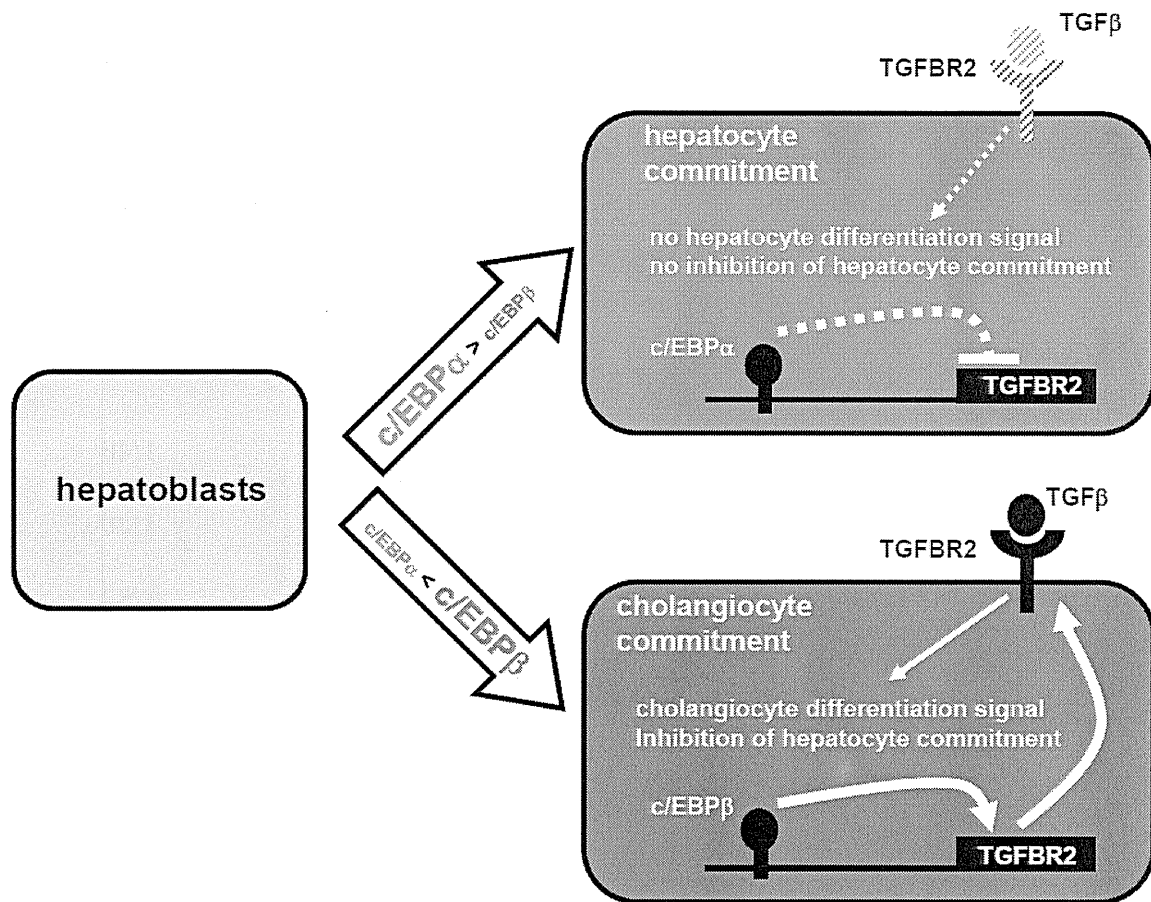 TGFβ
TGFBR2
hepatocyte
commitment
no hepatocyte differentiation signal
no inhibition of hepatocyte commitment
c/EBPα
TGFBR2
c/EBPα > c/EBPβ
hepatoblasts
c/EBPα < c/EBPβ
TGFβ
TGFBR2
cholangiocyte
commitment
cholangiocyte differentiation signal
Inhibition of hepatocyte commitment
c/EBPβ
TGFBR2